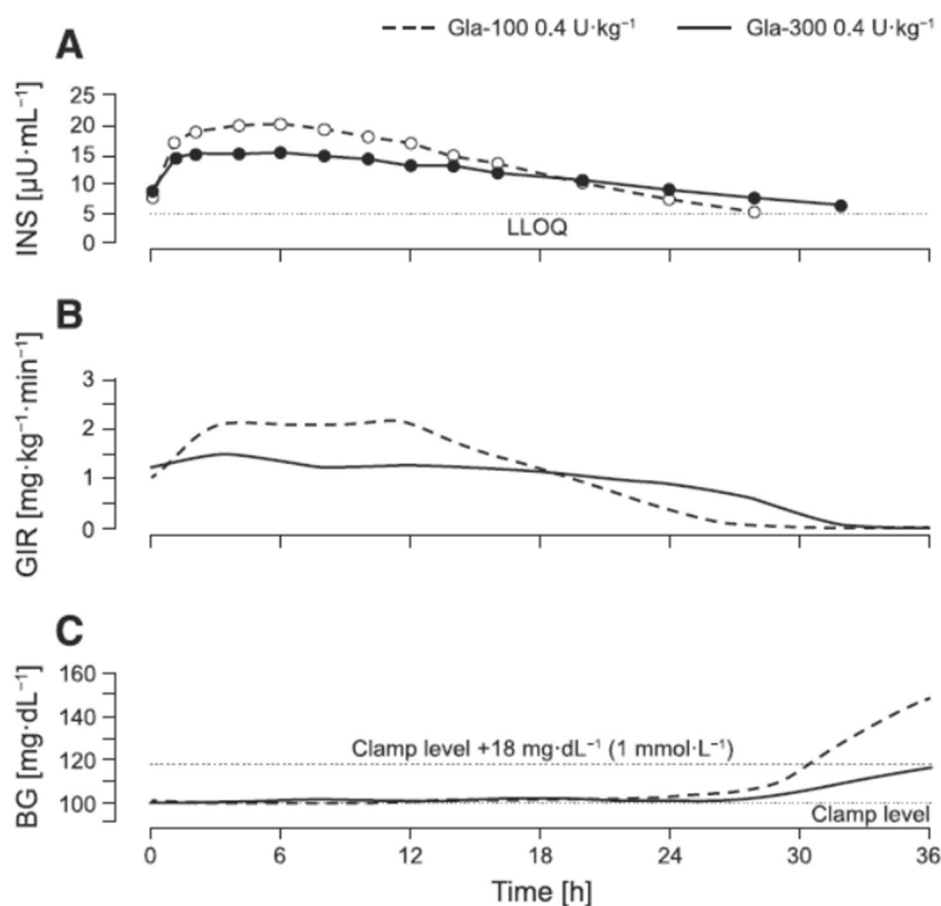 Gla-100 0.4 U·kg⁻¹ Gla-300 0.4 U·kg⁻¹
A
INS [µU·mL⁻¹]
25
20
15
10
5
0
LLOQ
B
GIR [mg·kg⁻¹·min⁻¹]
3
2
1
0
C
BG [mg·dL⁻¹]
160
140
120
100
Clamp level +18 mg·dL⁻¹ (1 mmol·L⁻¹)
Clamp level
0 6 12 18 24 30 36
Time [h]